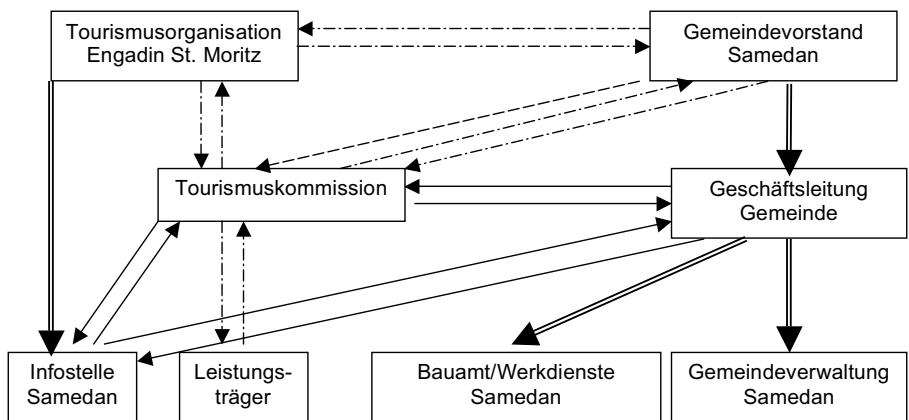 Tourismusorganisation
Engadin St. Moritz
Gemeindevorstand
Samedan
Tourismuskommission
Geschäftsleitung
Gemeinde
Infostelle
Samedan
Leistungs-
träger
Bauamt/Werkdienste
Samedan
Gemeindeverwaltung
Samedan